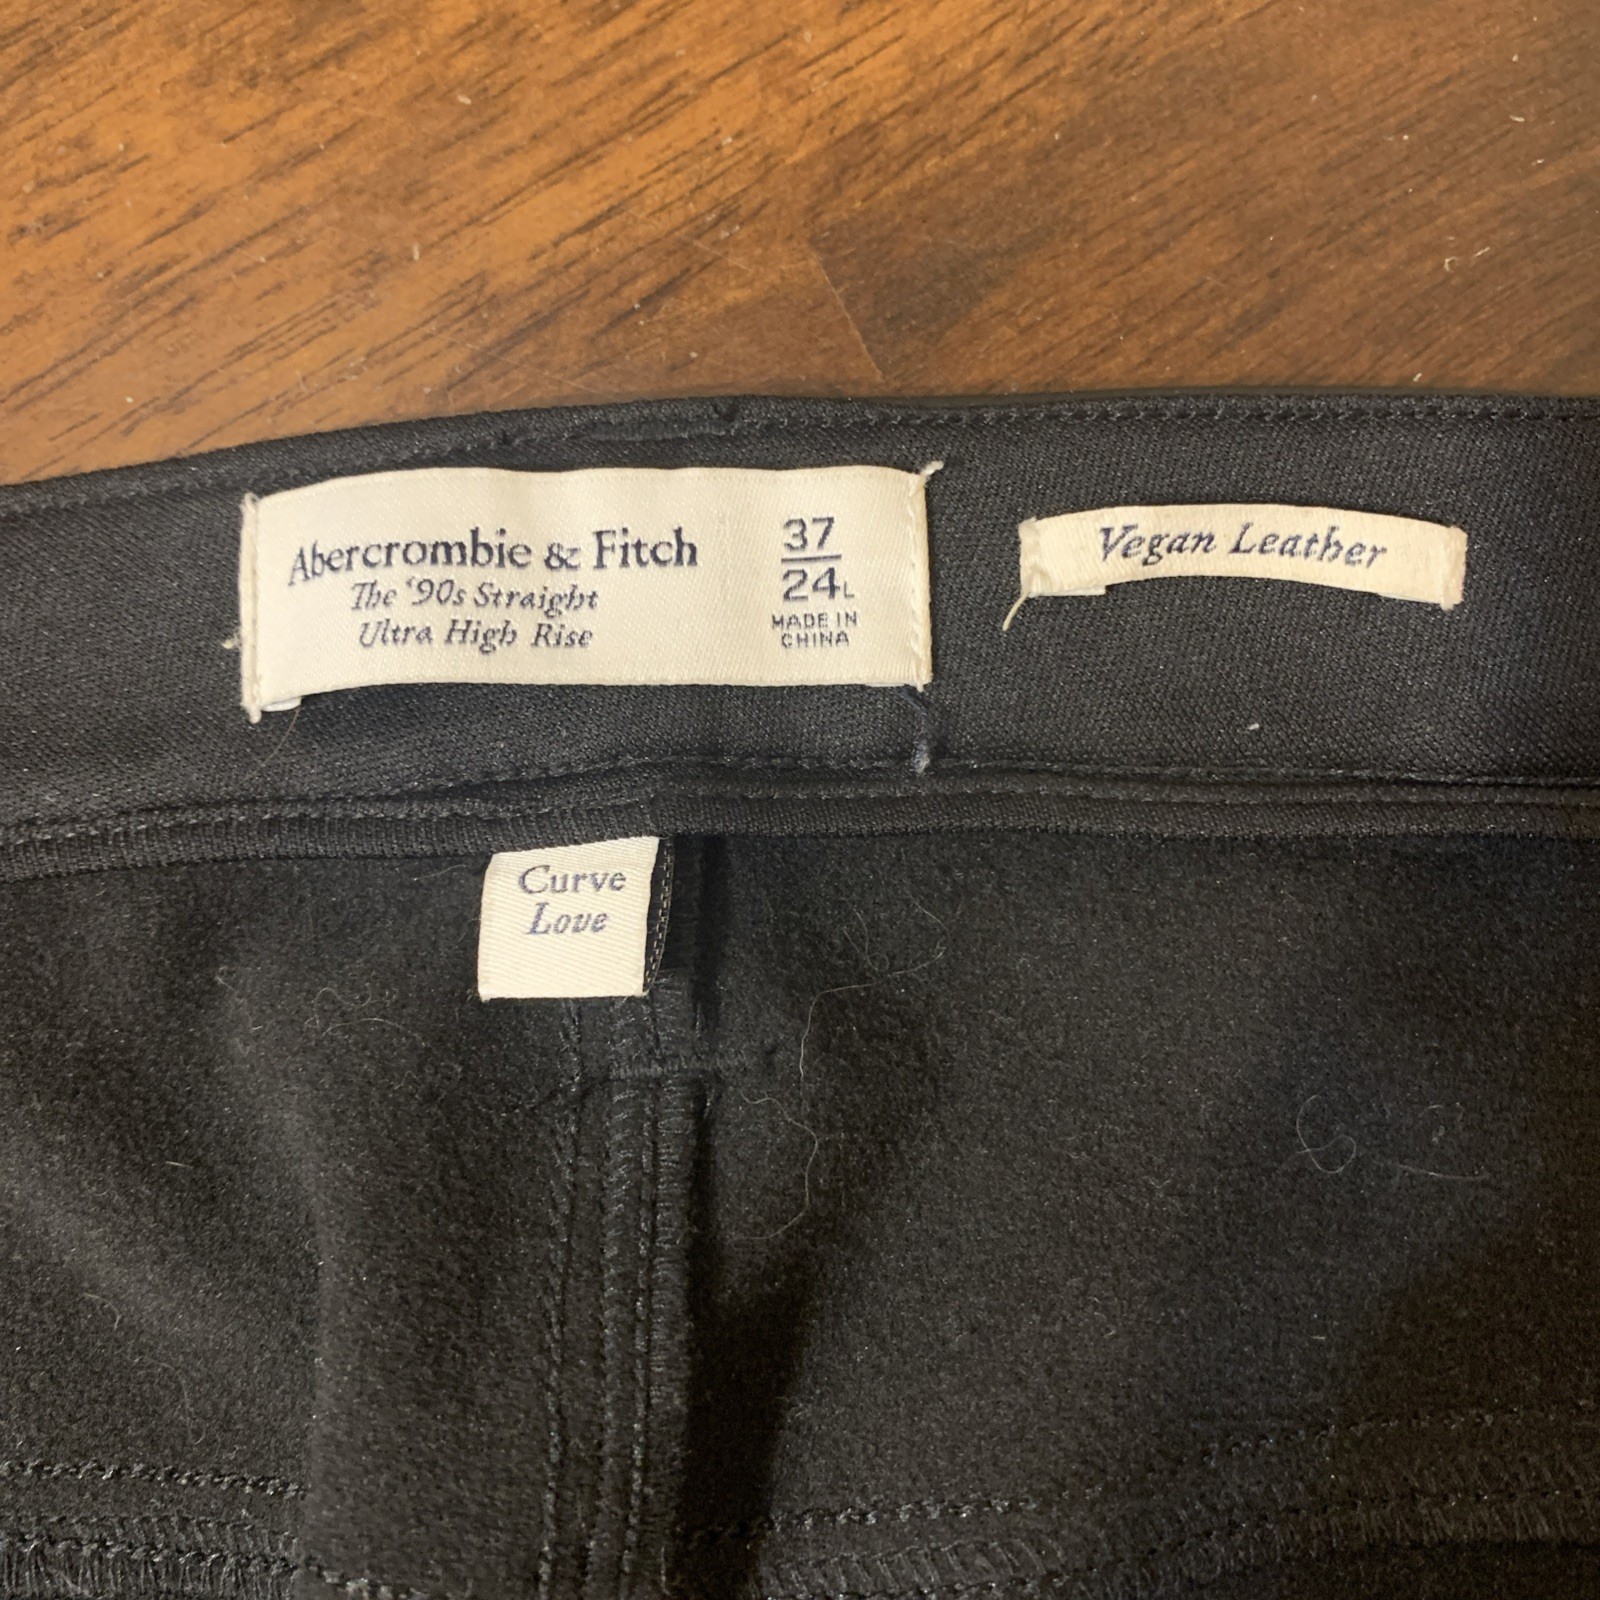 Abercrombie & Fitch
The '90s Straight
Ultra High Rise
37
24L
MADE IN
CHINA
Vegan Leather
Curve
Love